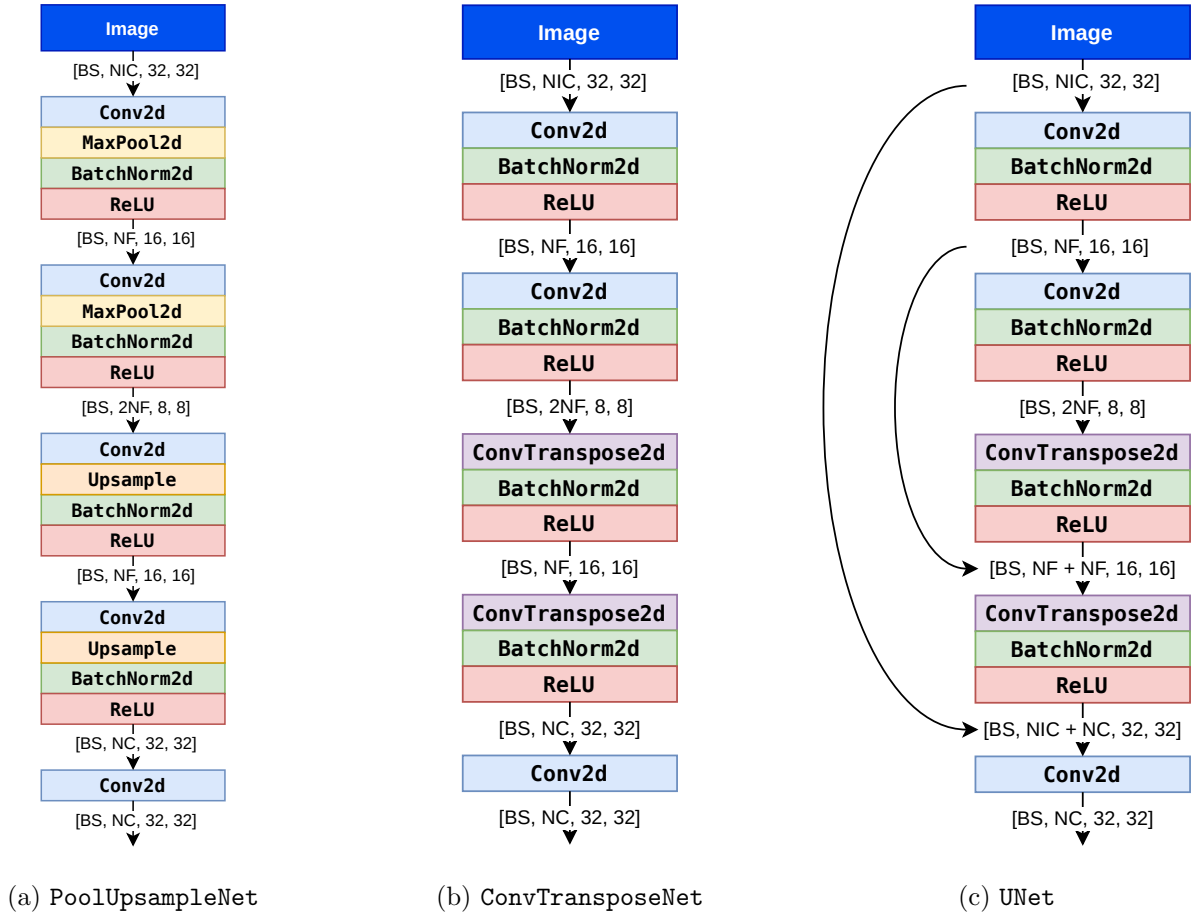 Image
[BS, NIC, 32, 32]
Conv2d
MaxPool2d
BatchNorm2d
ReLU
[BS, NF, 16, 16]
Conv2d
MaxPool2d
BatchNorm2d
ReLU
[BS, 2NF, 8, 8]
Conv2d
Upsample
BatchNorm2d
ReLU
[BS, NF, 16, 16]
Conv2d
Upsample
BatchNorm2d
ReLU
[BS, NC, 32, 32]
Conv2d
[BS, NC, 32, 32]
(a) PoolUpsampleNet
Image
[BS, NIC, 32, 32]
Conv2d
BatchNorm2d
ReLU
[BS, NF, 16, 16]
Conv2d
BatchNorm2d
ReLU
[BS, 2NF, 8, 8]
ConvTranspose2d
BatchNorm2d
ReLU
[BS, NF, 16, 16]
ConvTranspose2d
BatchNorm2d
ReLU
[BS, NC, 32, 32]
Conv2d
[BS, NC, 32, 32]
(b) ConvTransposeNet
Image
[BS, NIC, 32, 32]
Conv2d
BatchNorm2d
ReLU
[BS, NF, 16, 16]
Conv2d
BatchNorm2d
ReLU
[BS, 2NF, 8, 8]
ConvTranspose2d
BatchNorm2d
ReLU
[BS, NF + NF, 16, 16]
ConvTranspose2d
BatchNorm2d
ReLU
[BS, NIC + NC, 32, 32]
Conv2d
[BS, NC, 32, 32]
(c) UNet